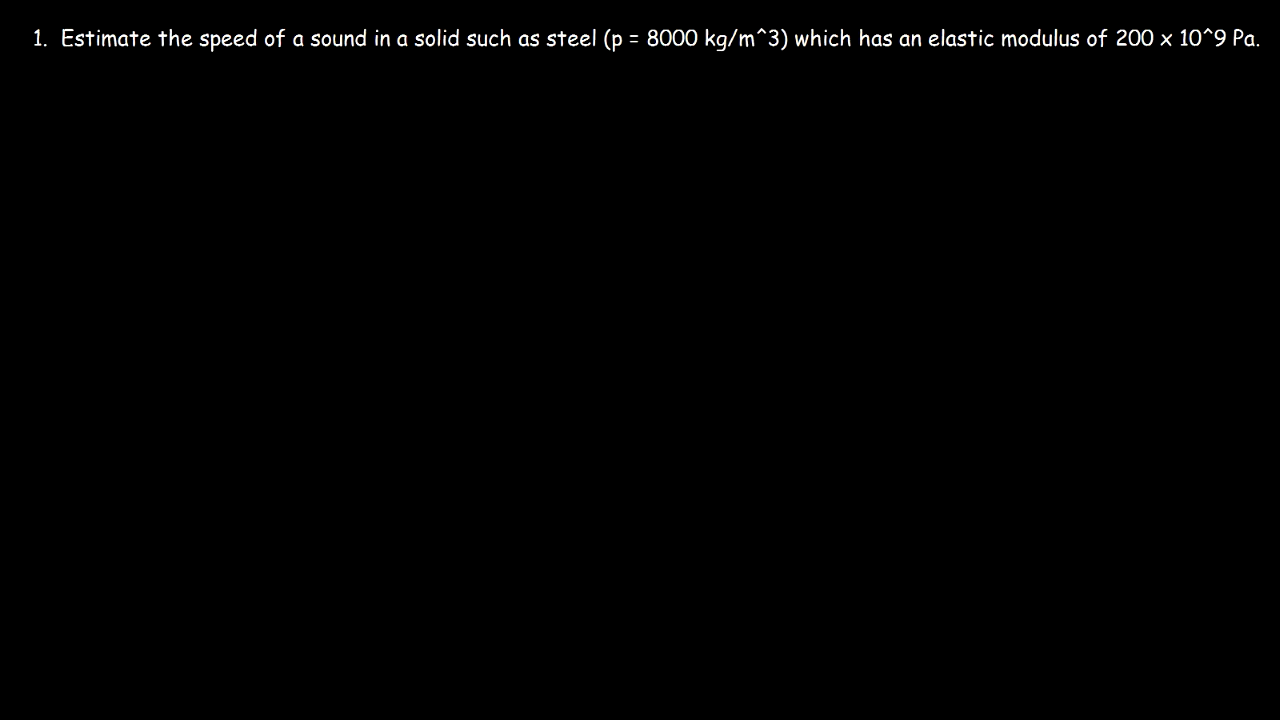 1. Estimate the speed of a sound in a solid such as steel (p = 8000 kg/m^3) which has an elastic modulus of 200 x 10^9 Pa.